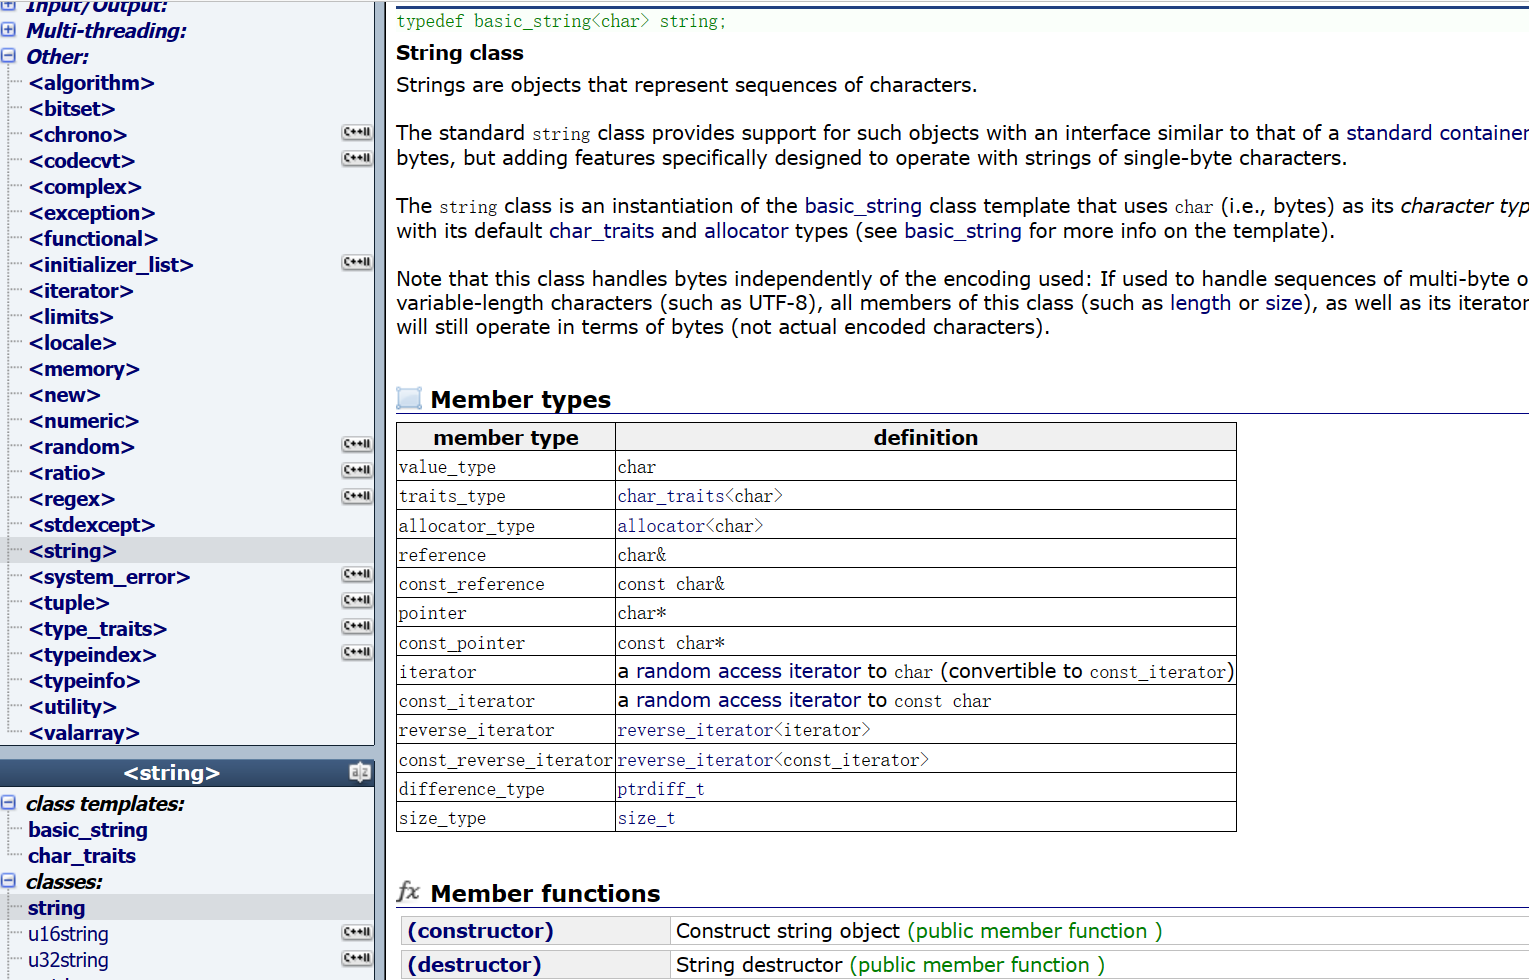 Input/Output:
Multi-threading:
Other:
<algorithm>
<bitset>
<chrono> C++11
<codecvt> C++11
<complex>
<exception>
<functional>
<initializer_list> C++11
<iterator>
<limits>
<locale>
<memory>
<new>
<numeric>
<random> C++11
<ratio> C++11
<regex> C++11
<stdexcept>
<string>
<system_error> C++11
<tuple> C++11
<type_traits> C++11
<typeindex> C++11
<typeinfo>
<utility>
<valarray>
<string> a|z
class templates:
basic_string
char_traits
classes:
string
u16string C++11
u32string C++11
typedef basic_string<char> string;
String class
Strings are objects that represent sequences of characters.
The standard string class provides support for such objects with an interface similar to that of a standard container
bytes, but adding features specifically designed to operate with strings of single-byte characters.
The string class is an instantiation of the basic_string class template that uses char (i.e., bytes) as its character typ
with its default char_traits and allocator types (see basic_string for more info on the template).
Note that this class handles bytes independently of the encoding used: If used to handle sequences of multi-byte o
variable-length characters (such as UTF-8), all members of this class (such as length or size), as well as its iterator
will still operate in terms of bytes (not actual encoded characters).
Member types
member type definition
value_type char
traits_type char_traits<char>
allocator_type allocator<char>
reference char&
const_reference const char&
pointer char*
const_pointer const char*
iterator a random access iterator to char (convertible to const_iterator)
const_iterator a random access iterator to const char
reverse_iterator reverse_iterator<iterator>
const_reverse_iterator reverse_iterator<const_iterator>
difference_type ptrdiff_t
size_type size_t
fx Member functions
(constructor) Construct string object (public member function )
(destructor) String destructor (public member function )